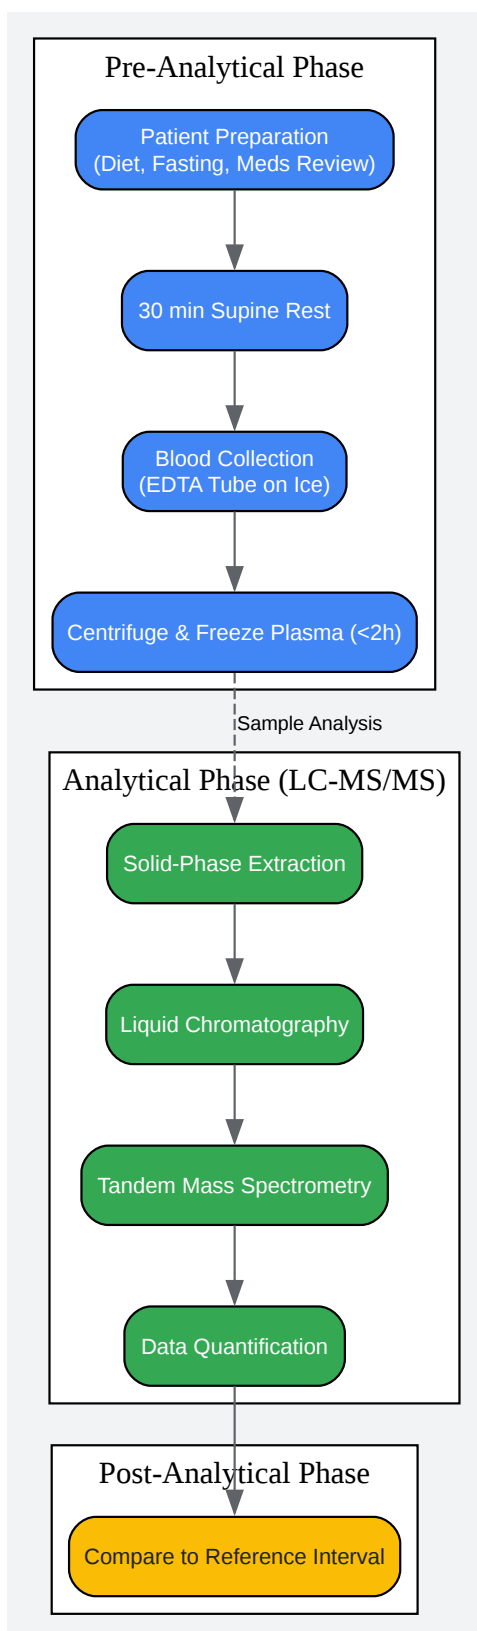 Pre-Analytical Phase
Patient Preparation
(Diet, Fasting, Meds Review)
30 min Supine Rest
Blood Collection
(EDTA Tube on Ice)
Centrifuge & Freeze Plasma (<2h)
Sample Analysis
Analytical Phase (LC-MS/MS)
Solid-Phase Extraction
Liquid Chromatography
Tandem Mass Spectrometry
Data Quantification
Post-Analytical Phase
Compare to Reference Interval